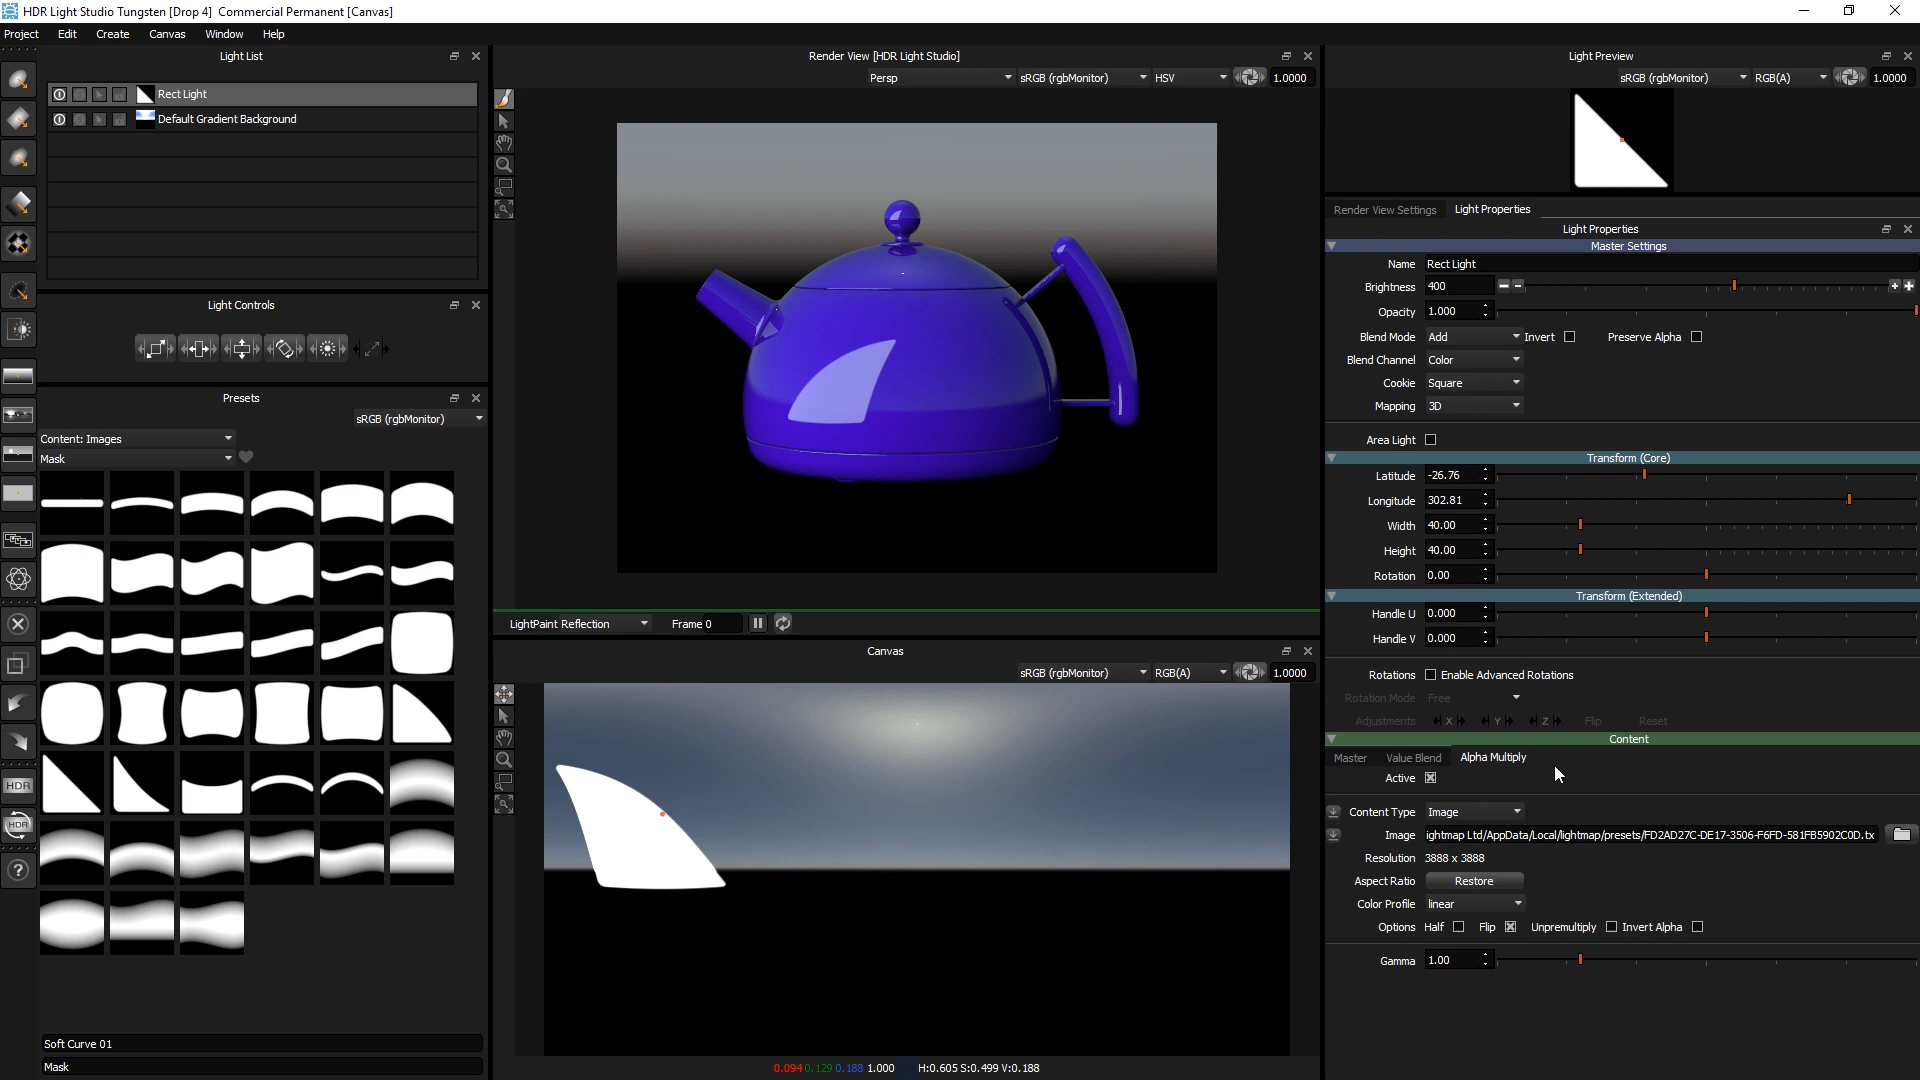 HDR Light Studio Tungsten [Drop 4] Commercial Permanent [Canvas]
Project Edit Create Canvas Window Help
Light List
Rect Light
Default Gradient Background
Light Controls
Presets
sRGB (rgbMonitor)
Content: Images
Mask
Soft Curve 01
Mask
HDR
HDR
?
Render View [HDR Light Studio]
Persp sRGB (rgbMonitor) HSV 1.0000
LightPaint Reflection Frame 0
Canvas
sRGB (rgbMonitor) RGB(A) 1.0000
0.094 0.129 0.188 1.000 H:0.605 S:0.499 V:0.188
Light Preview
sRGB (rgbMonitor) RGB(A) 1.0000
Render View Settings Light Properties
Light Properties
Master Settings
Name Rect Light
Brightness 400
Opacity 1.000
Blend Mode Add Invert Preserve Alpha
Blend Channel Color
Cookie Square
Mapping 3D
Area Light
Transform (Core)
Latitude -26.76
Longitude 302.81
Width 40.00
Height 40.00
Rotation 0.00
Transform (Extended)
Handle U 0.000
Handle V 0.000
Rotations Enable Advanced Rotations
Rotation Mode Free
Adjustments X Y Z Flip Reset
Content
Master Value Blend Alpha Multiply
Active
Content Type Image
Image ightmap Ltd/AppData/Local/lightmap/presets/FD2AD27C-DE17-3506-F6FD-581FB5902C0D.tx
Resolution 3888 x 3888
Aspect Ratio Restore
Color Profile linear
Options Half Flip Unpremultiply Invert Alpha
Gamma 1.00